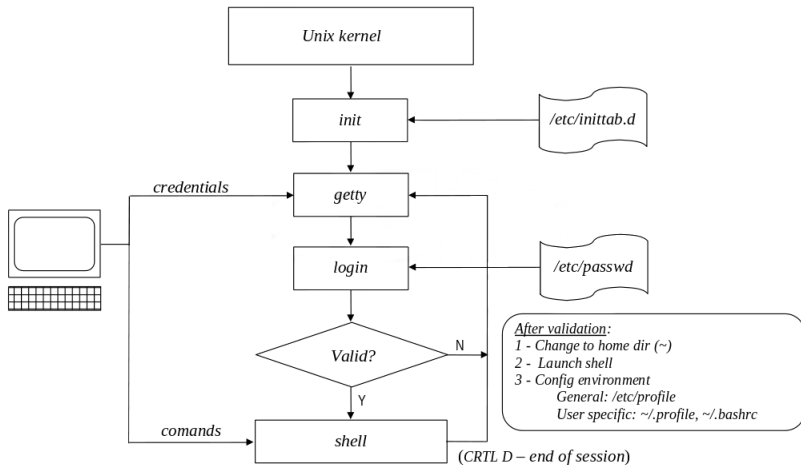 Unix kernel
init
/etc/inittab.d
credentials
getty
login
/etc/passwd
Valid?
N
After validation:
1 - Change to home dir (~)
2 - Launch shell
3 - Config environment
General: /etc/profile
User specific: ~/.profile, ~/.bashrc
Y
comands
shell
(CRTL D – end of session)